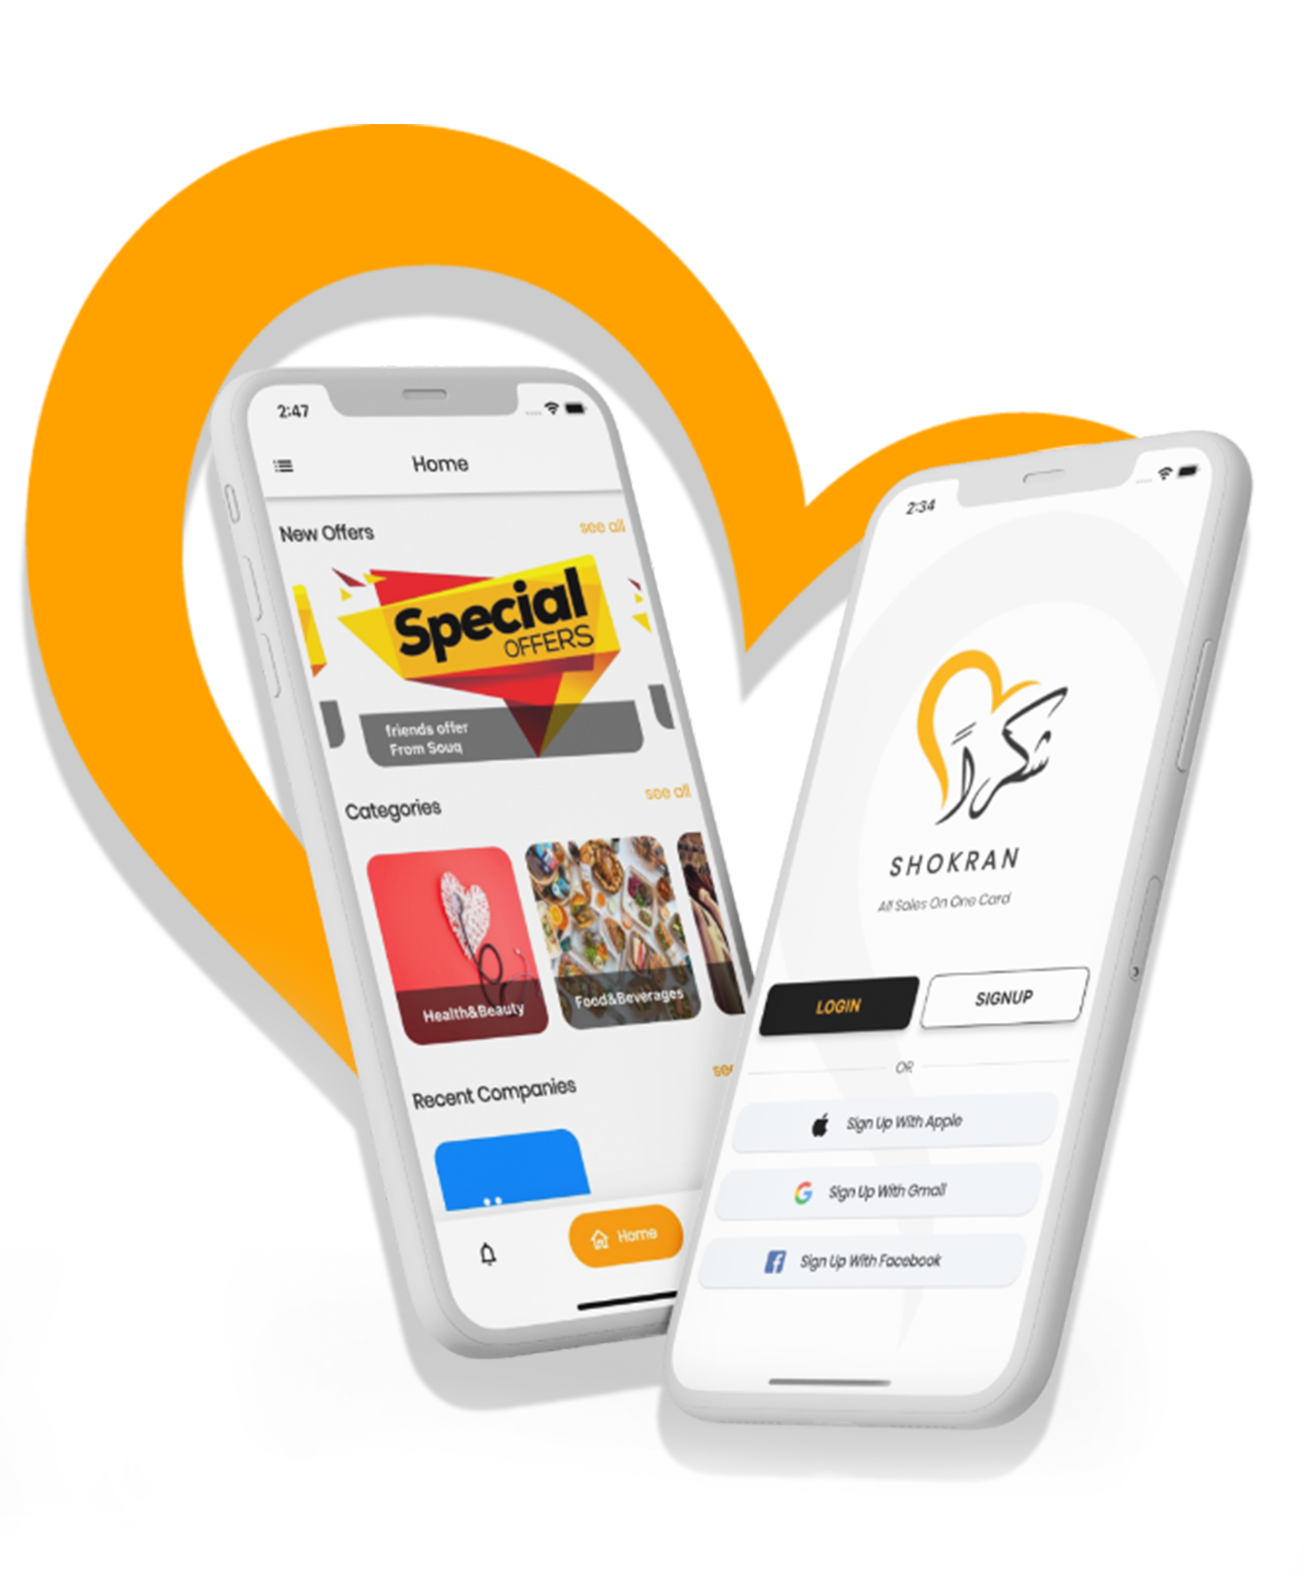 2:47
Home
New Offers
see all
Special
OFFERS
friends offer
From Souq
Categories
see all
Health&Beauty
Food&Beverages
Recent Companies
Home
2:34
شكراً
SHOKRAN
All Sales On One Card
LOGIN
SIGNUP
OR
Sign Up With Apple
Sign Up With Gmail
Sign Up With Facebook